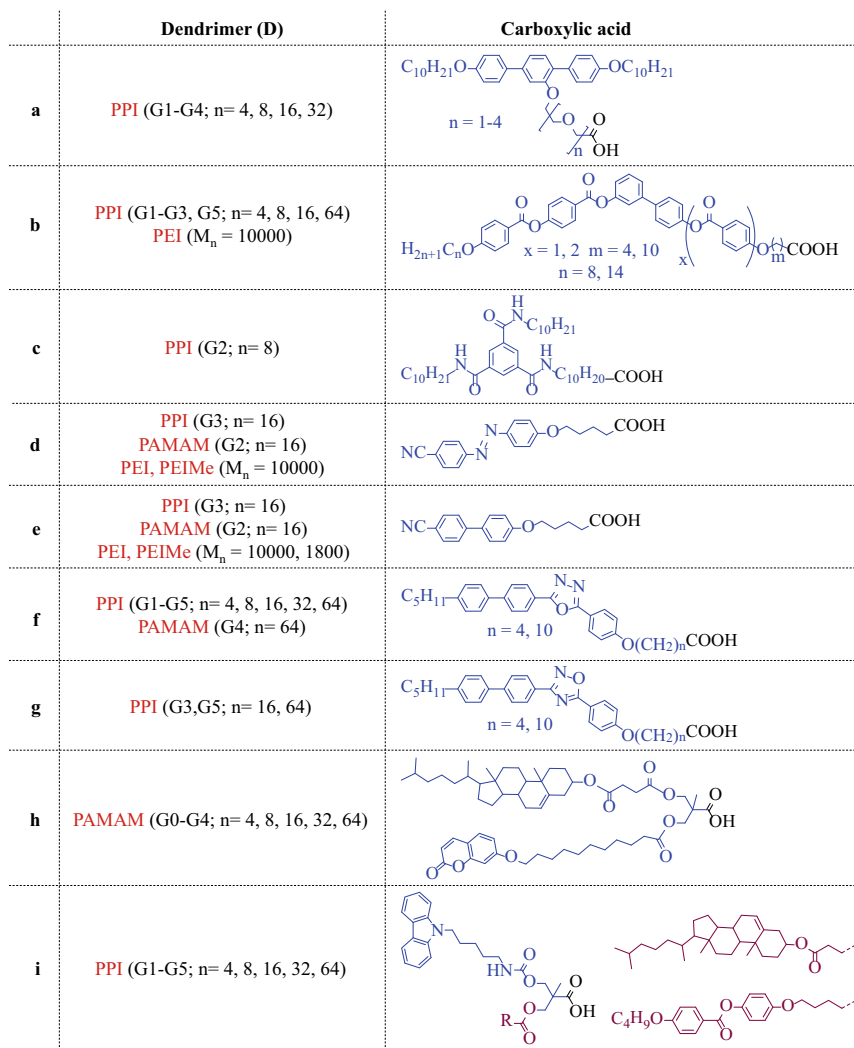 Dendrimer (D)
Carboxylic acid
a
PPI (G1-G4; n= 4, 8, 16, 32)
C₁₀H₂₁O
OC₁₀H₂₁
O
n = 1-4
O
O
n
OH
b
PPI (G1-G3, G5; n= 4, 8, 16, 64)
PEI (Mₙ = 10000)
O
O
O
O
O
O
H₂ₙ₊₁CₙO
x = 1, 2 m = 4, 10
n = 8, 14
x
O
m
COOH
c
PPI (G2; n= 8)
H
O
N
C₁₀H₂₁
H
H
C₁₀H₂₁
N
N
C₁₀H₂₀–COOH
O
O
d
PPI (G3; n= 16)
PAMAM (G2; n= 16)
PEI, PEIMe (Mₙ = 10000)
NC
N
N
O
COOH
e
PPI (G3; n= 16)
PAMAM (G2; n= 16)
PEI, PEIMe (Mₙ = 10000, 1800)
NC
O
COOH
f
PPI (G1-G5; n= 4, 8, 16, 32, 64)
PAMAM (G4; n= 64)
C₅H₁₁
N
N
O
n = 4, 10
O(CH₂)ₙCOOH
g
PPI (G3,G5; n= 16, 64)
C₅H₁₁
N
O
N
n = 4, 10
O(CH₂)ₙCOOH
h
PAMAM (G0-G4; n= 4, 8, 16, 32, 64)
O
O
O
O
O
O
OH
O
O
O
O
O
i
PPI (G1-G5; n= 4, 8, 16, 32, 64)
N
HN
O
O
O
OH
R
O
O
O
O
C₄H₉O
O
O
O